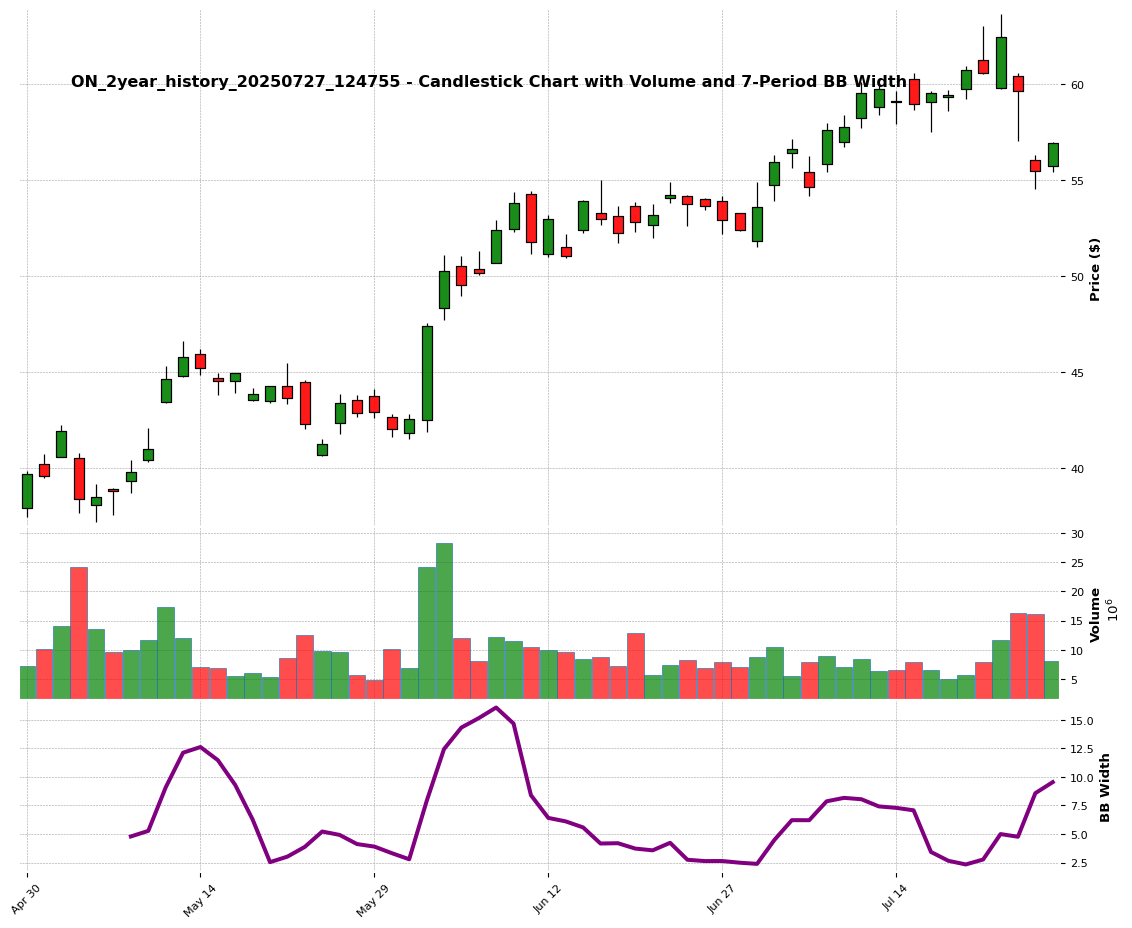 ON_2year_history_20250727_124755 - Candlestick Chart with Volume and 7-Period BB Width
60
55
50
45
40
Price ($)
30
25
20
15
10
5
Volume
10^6
15.0
12.5
10.0
7.5
5.0
2.5
BB Width
Apr 30
May 14
May 29
Jun 12
Jun 27
Jul 14